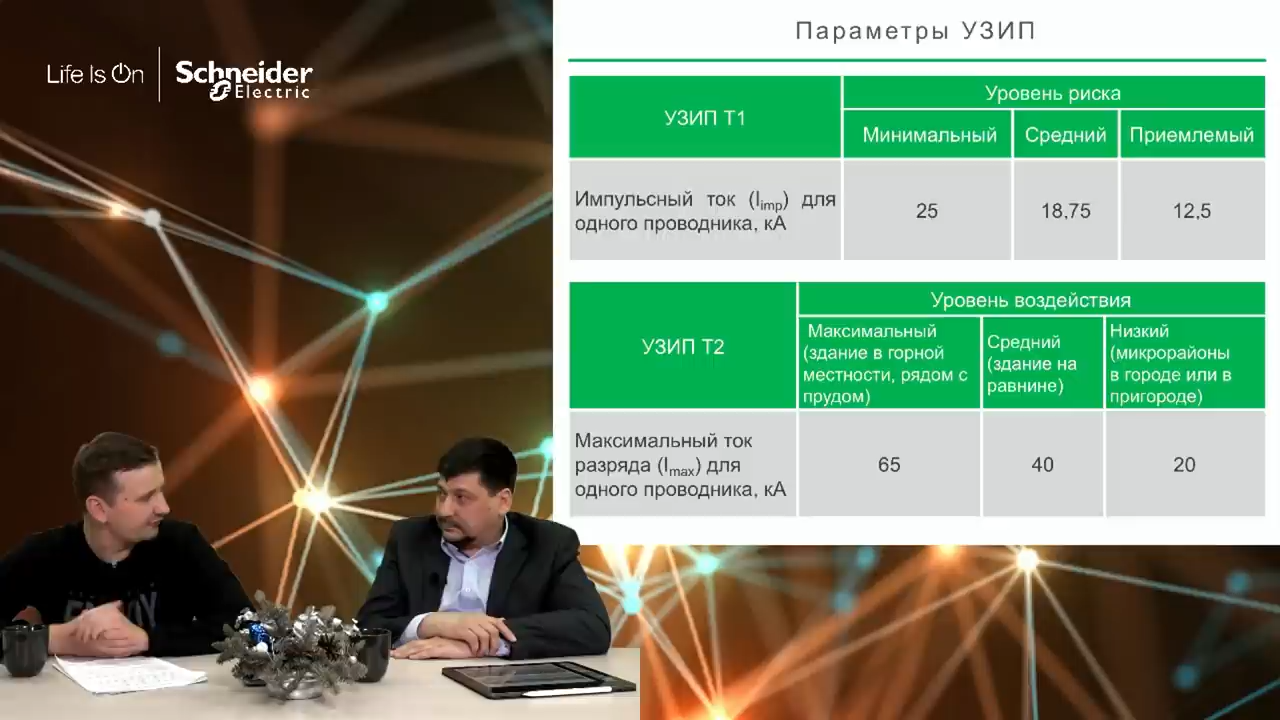 Life Is On
Schneider
Electric
Параметры УЗИП
УЗИП Т1
Уровень риска
Минимальный
Средний
Приемлемый
Импульсный ток (Iimp) для
одного проводника, кА
25
18,75
12,5
УЗИП Т2
Уровень воздействия
Максимальный
(здание в горной
местности, рядом с
прудом)
Средний
(здание на
равнине)
Низкий
(микрорайоны
в городе или в
пригороде)
Максимальный ток
разряда (Imax) для
одного проводника, кА
65
40
20